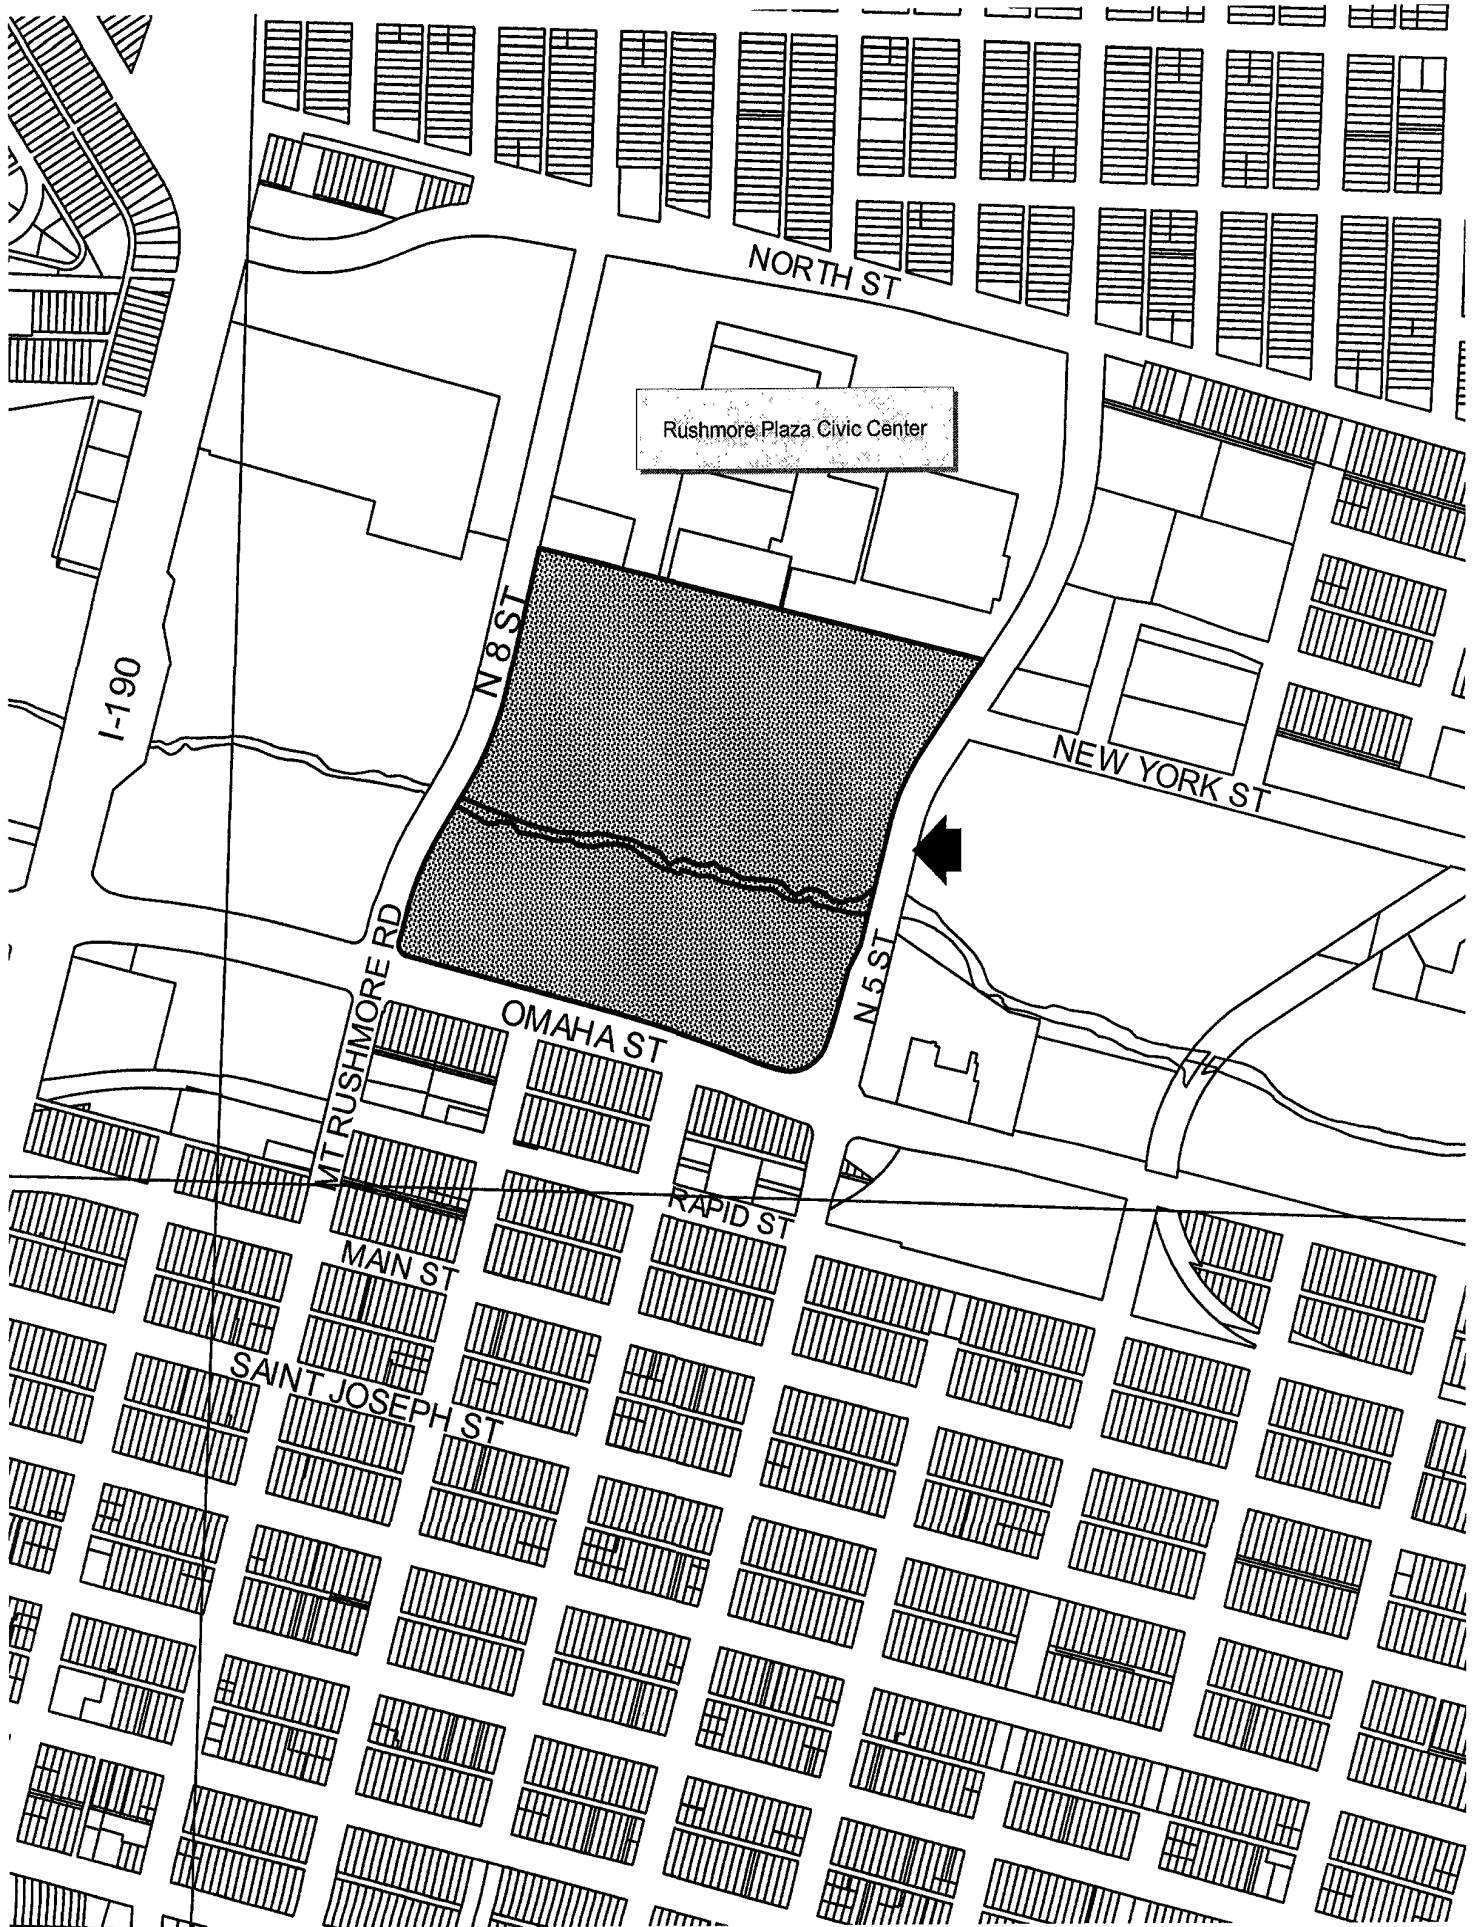 NORTH ST
Rushmore Plaza Civic Center
N 8 ST
I-190
NEW YORK ST
MT RUSHMORE RD
N 5 ST
OMAHA ST
RAPID ST
MAIN ST
SAINT JOSEPH ST